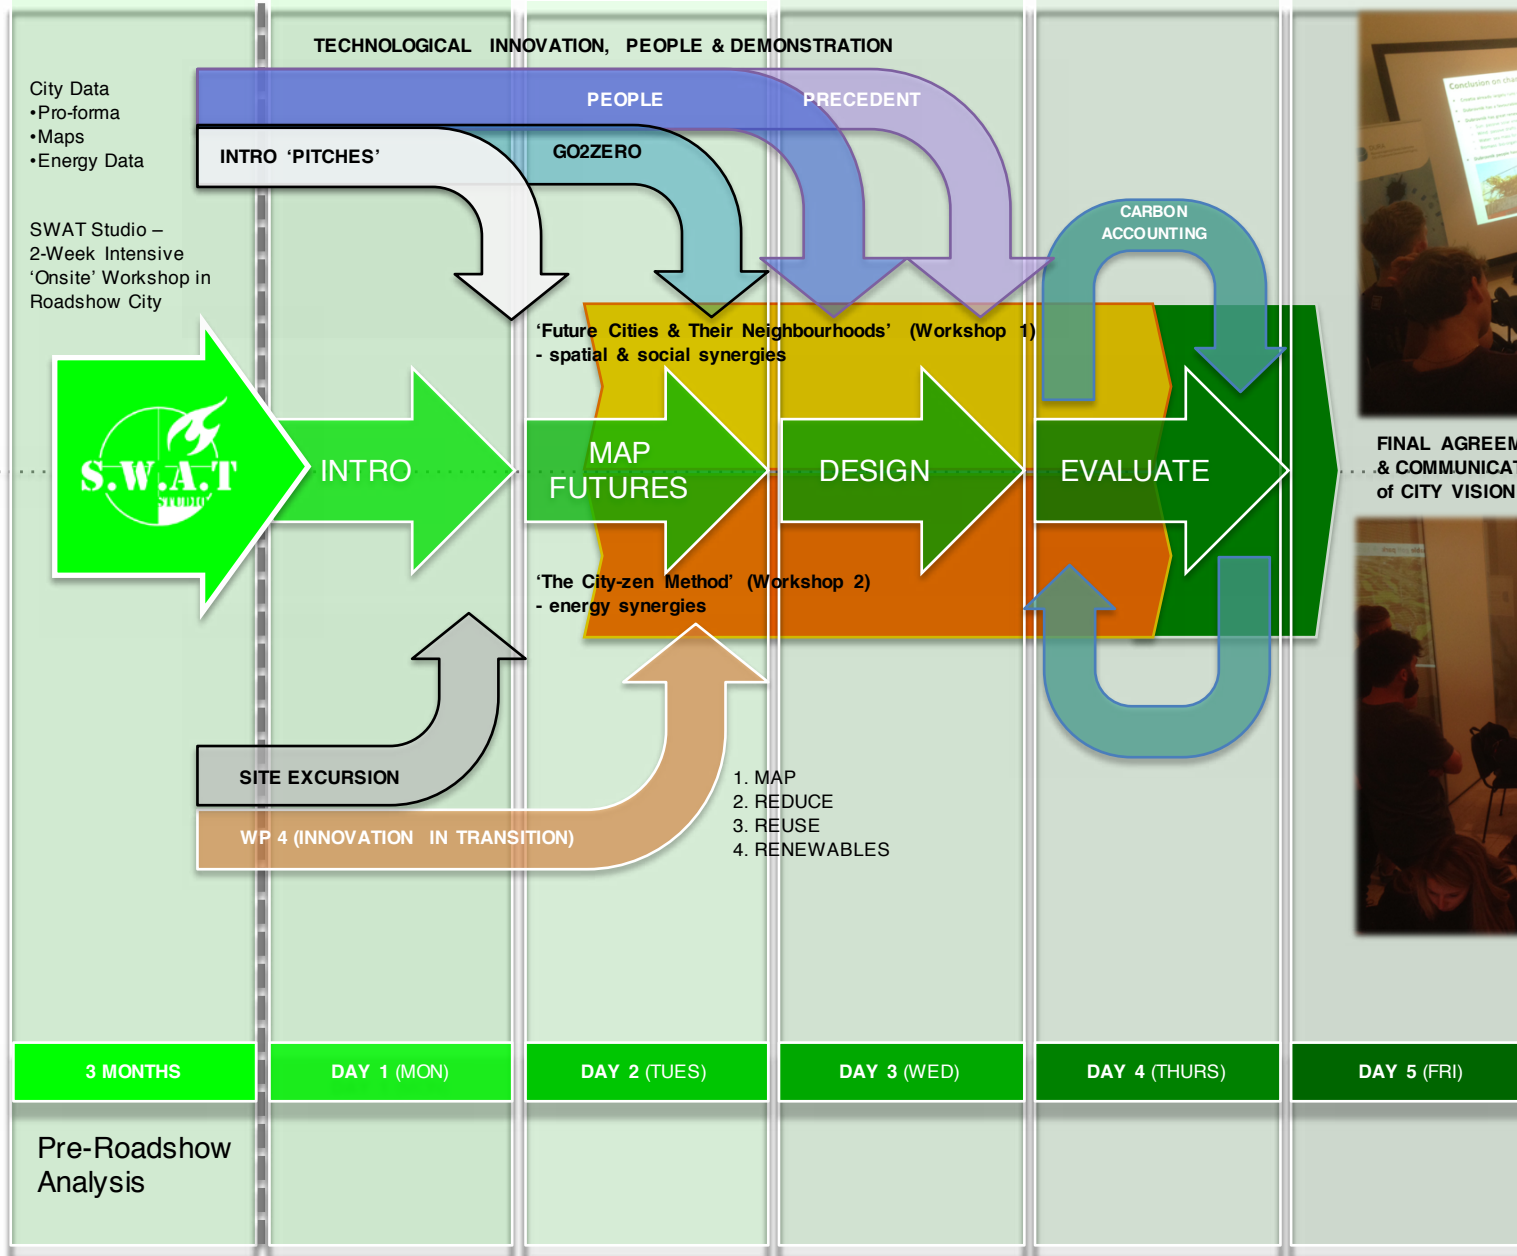 TECHNOLOGICAL INNOVATION, PEOPLE & DEMONSTRATION
City Data
•Pro-forma
•Maps
•Energy Data
PEOPLE
PRECEDENT
INTRO ‘PITCHES’
GO2ZERO
SWAT Studio –
2-Week Intensive
‘Onsite’ Workshop in
Roadshow City
CARBON
ACCOUNTING
Conclusion on
‘Future Cities & Their Neighbourhoods’ (Workshop 1)
- spatial & social synergies
S.W.A.T
STUDIO
INTRO
MAP
FUTURES
DESIGN
EVALUATE
FINAL AGREEM
& COMMUNICAT
of CITY VISION
‘The City-zen Method’ (Workshop 2)
- energy synergies
SITE EXCURSION
WP 4 (INNOVATION IN TRANSITION)
1. MAP
2. REDUCE
3. REUSE
4. RENEWABLES
3 MONTHS
DAY 1 (MON)
DAY 2 (TUES)
DAY 3 (WED)
DAY 4 (THURS)
DAY 5 (FRI)
Pre-Roadshow
Analysis